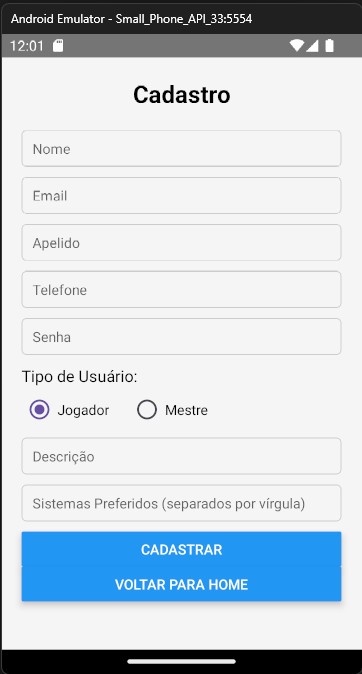 Android Emulator - Small_Phone_API_33:5554
12:01
Cadastro
Nome
Email
Apelido
Telefone
Senha
Tipo de Usuário:
Jogador Mestre
Descrição
Sistemas Preferidos (separados por vírgula)
CADASTRAR
VOLTAR PARA HOME